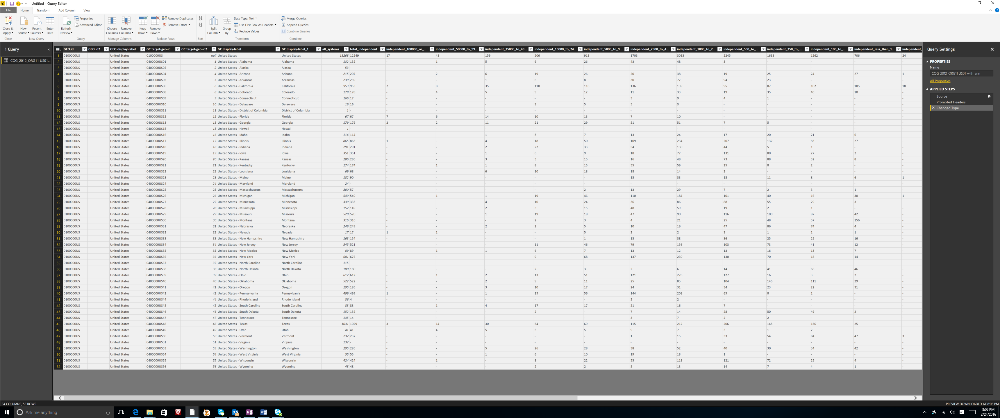 Untitled - Query Editor
File Home Transform Add Column View
Close & Apply
New Source
Recent Sources
Enter Data
Refresh Preview
Properties
Advanced Editor
Choose Columns
Remove Columns
Keep Rows
Remove Rows
Remove Duplicates
Remove Errors
Split Column
Group By
Data Type: Text
Use First Row As Headers
Replace Values
Merge Queries
Append Queries
Combine Binaries
Close New Query Query Manage Columns Reduce Rows Sort Transform Combine
1 Query
COG_2012_ORG11 US01...
GEO.id GEO.id2 GEO.display-label GC.target-geo-id GC.target-geo-id2 GC.display-label GC.display-label_1 all_systems total_independent independent_100000_or_... independent_50000_to_99... independent_25000_to_49... independent_10000_to_24... independent_5000_to_9... independent_2500_to_4... independent_1000_to_2... independent_500_to_... independent_250_to_... independent_100_to_... independent_less_than_1... independent_
1 0100000US United States 0100000US null United States United States 13268 12249 17 48 159 506 913 1703 3033 2245 1633 1262 706 24
2 0100000US United States 0400000US01 1 United States - Alabama Alabama 132 132 - 1 5 6 26 43 48 3 - - - -
3 0100000US United States 0400000US02 2 United States - Alaska Alaska 53 - - - - - - - - - - - - -
4 0100000US United States 0400000US04 4 United States - Arizona Arizona 215 207 - 2 6 19 26 20 38 19 25 24 27 1
5 0100000US United States 0400000US05 5 United States - Arkansas Arkansas 239 239 - - 1 6 8 30 77 94 23 - - -
6 0100000US United States 0400000US06 6 United States - California California 953 953 2 8 35 110 116 136 139 95 87 102 105 18
7 0100000US United States 0400000US08 8 United States - Colorado Colorado 178 178 - 4 5 9 12 11 33 19 35 40 10 -
8 0100000US United States 0400000US09 9 United States - Connecticut Connecticut 166 17 - - - - - 3 9 4 1 - - -
9 0100000US United States 0400000US10 10 United States - Delaware Delaware 16 16 - - - 3 5 5 3 - - - - -
10 0100000US United States 0400000US11 11 United States - District of Columbia District of Columbia 1 - - - - - - - - - - - - -
11 0100000US United States 0400000US12 12 United States - Florida Florida 67 67 7 6 14 10 13 7 10 - - - - -
12 0100000US United States 0400000US13 13 United States - Georgia Georgia 179 179 2 2 11 21 29 51 51 7 5 - - -
13 0100000US United States 0400000US15 15 United States - Hawaii Hawaii 1 - - - - - - - - - - - - -
14 0100000US United States 0400000US16 16 United States - Idaho Idaho 114 114 - - 1 5 7 13 24 17 20 21 6 -
15 0100000US United States 0400000US17 17 United States - Illinois Illinois 865 865 1 - 4 18 50 109 234 207 132 83 27 -
16 0100000US United States 0400000US18 18 United States - Indiana Indiana 291 291 - - 2 22 33 54 130 44 5 1 - -
17 0100000US United States 0400000US19 19 United States - Iowa Iowa 351 351 - - 1 6 9 18 77 131 80 27 2 -
18 0100000US United States 0400000US20 20 United States - Kansas Kansas 286 286 - - 3 3 15 16 48 73 88 32 8 -
19 0100000US United States 0400000US21 21 United States - Kentucky Kentucky 174 174 - 1 1 8 15 55 59 25 8 2 - -
20 0100000US United States 0400000US22 22 United States - Louisiana Louisiana 69 68 - - 6 10 18 18 14 2 - - - -
21 0100000US United States 0400000US23 23 United States - Maine Maine 182 90 - - - - - 13 33 18 11 8 6 1
22 0100000US United States 0400000US24 24 United States - Maryland Maryland 24 - - - - - - - - - - - - -
23 0100000US United States 0400000US25 25 United States - Massachusetts Massachusetts 300 57 - - - - 2 13 29 7 2 3 1 -
24 0100000US United States 0400000US26 26 United States - Michigan Michigan 549 549 - 1 1 19 46 110 184 101 40 16 30 1
25 0100000US United States 0400000US27 27 United States - Minnesota Minnesota 339 335 - - 4 10 24 36 86 88 55 29 3 -
26 0100000US United States 0400000US28 28 United States - Mississippi Mississippi 152 149 - - 2 3 15 48 59 19 2 1 - -
27 0100000US United States 0400000US29 29 United States - Missouri Missouri 520 520 - - 1 19 18 47 90 116 100 87 42 -
28 0100000US United States 0400000US30 30 United States - Montana Montana 316 316 - - - 2 3 4 21 25 48 57 156 -
29 0100000US United States 0400000US31 31 United States - Nebraska Nebraska 249 249 - - 2 2 5 10 19 47 86 74 4 -
30 0100000US United States 0400000US32 32 United States - Nevada Nevada 17 17 1 1 - - 5 2 2 3 1 1 1 -
31 0100000US United States 0400000US33 33 United States - New Hampshire New Hampshire 163 154 - - - - 1 13 38 36 25 25 16 -
32 0100000US United States 0400000US34 34 United States - New Jersey New Jersey 545 521 - - - 11 46 79 156 103 73 41 12 -
33 0100000US United States 0400000US35 35 United States - New Mexico New Mexico 89 89 - 1 1 6 7 13 12 13 16 13 7 -
34 0100000US United States 0400000US36 36 United States - New York New York 681 676 - - - 9 68 137 230 130 70 18 14 -
35 0100000US United States 0400000US37 37 United States - North Carolina North Carolina 115 - - - - - - - - - - - - -
36 0100000US United States 0400000US38 38 United States - North Dakota North Dakota 180 180 - - - 2 3 2 6 14 41 66 46 -
37 0100000US United States 0400000US39 39 United States - Ohio Ohio 612 612 - 1 2 13 51 121 276 127 16 3 2 -
38 0100000US United States 0400000US40 40 United States - Oklahoma Oklahoma 522 522 - - 2 9 11 25 85 104 146 111 29 -
39 0100000US United States 0400000US41 41 United States - Oregon Oregon 195 195 - - 3 10 17 24 31 34 23 22 31 -
40 0100000US United States 0400000US42 42 United States - Pennsylvania Pennsylvania 499 499 1 - 1 15 56 144 208 65 8 1 - -
41 0100000US United States 0400000US44 44 United States - Rhode Island Rhode Island 36 4 - - - - - 2 2 - - - - -
42 0100000US United States 0400000US45 45 United States - South Carolina South Carolina 83 83 - 1 4 17 17 21 16 7 - - - -
43 0100000US United States 0400000US46 46 United States - South Dakota South Dakota 152 152 - - - 2 - 7 14 28 50 49 2 -
44 0100000US United States 0400000US47 47 United States - Tennessee Tennessee 135 14 - - - - - 3 7 2 2 - - -
45 0100000US United States 0400000US48 48 United States - Texas Texas 1031 1029 3 14 30 54 69 115 212 206 145 156 25 -
46 0100000US United States 0400000US49 49 United States - Utah Utah 41 41 - 4 5 5 5 9 7 3 1 2 - -
47 0100000US United States 0400000US50 50 United States - Vermont Vermont 237 237 - - - - - 1 15 33 54 84 47 3
48 0100000US United States 0400000US51 51 United States - Virginia Virginia 132 - - - - - - - - - - - - -
49 0100000US United States 0400000US53 53 United States - Washington Washington 295 295 - - 5 26 28 38 52 40 30 34 42 -
50 0100000US United States 0400000US54 54 United States - West Virginia West Virginia 55 55 - - 1 6 10 19 18 1 - - - -
51 0100000US United States 0400000US55 55 United States - Wisconsin Wisconsin 424 424 - 1 - 8 22 53 118 121 72 25 4 -
52 0100000US United States 0400000US56 56 United States - Wyoming Wyoming 48 48 - - - 2 2 5 13 14 7 4 1 -
Query Settings
PROPERTIES
Name
COG_2012_ORG11 US01_with_ann
All Properties
APPLIED STEPS
Source
Promoted Headers
Changed Type
34 COLUMNS, 52 ROWS
PREVIEW DOWNLOADED AT 8:06 PM
Ask me anything
8:09 PM
2/24/2016